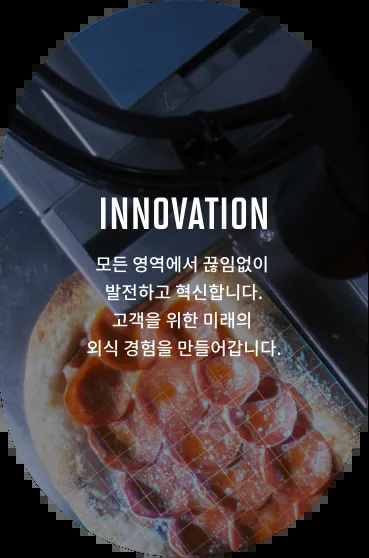 INNOVATION
모든 영역에서 끊임없이
발전하고 혁신합니다.
고객을 위한 미래의
외식 경험을 만들어갑니다.